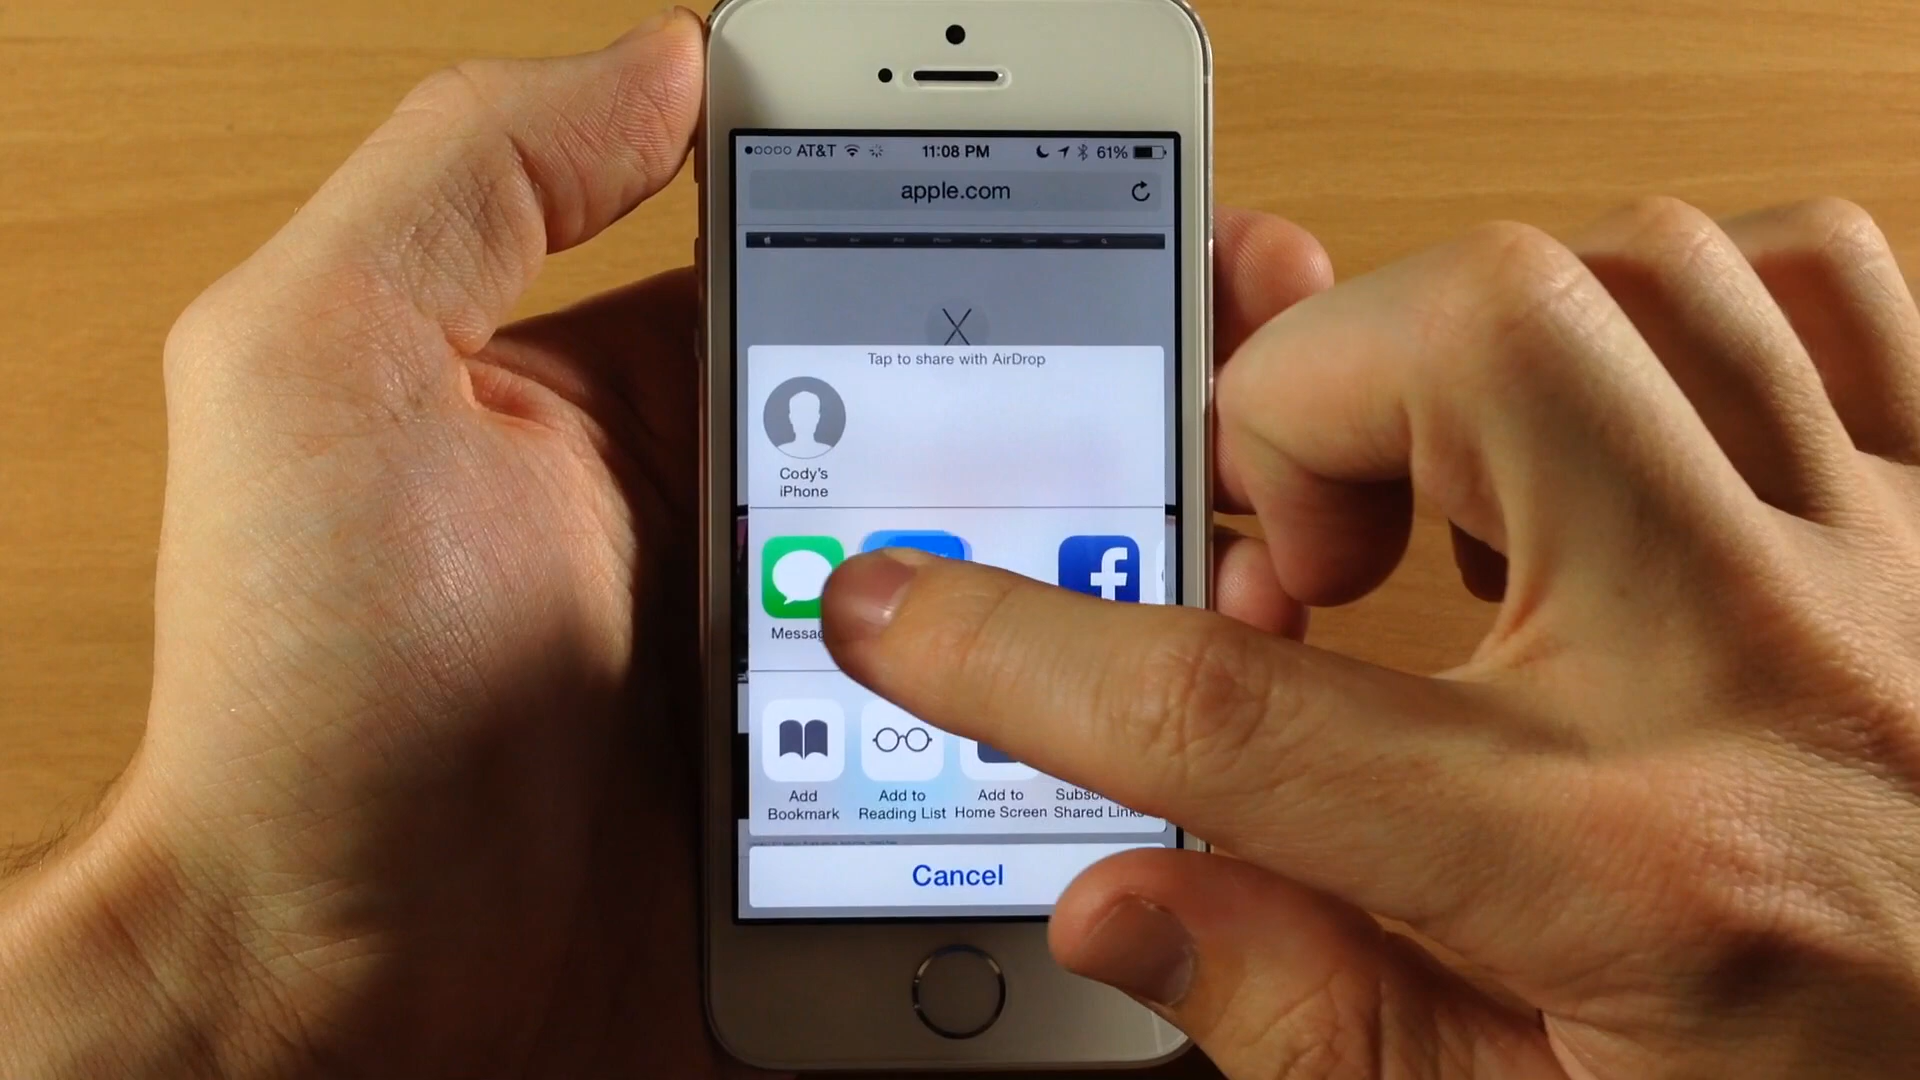 AT&T 11:08 PM 61%
apple.com
Tap to share with AirDrop
Cody's
iPhone
Messag
Add
Bookmark
Add to
Reading List
Add to
Home Screen
Subsc
Shared Links
Cancel